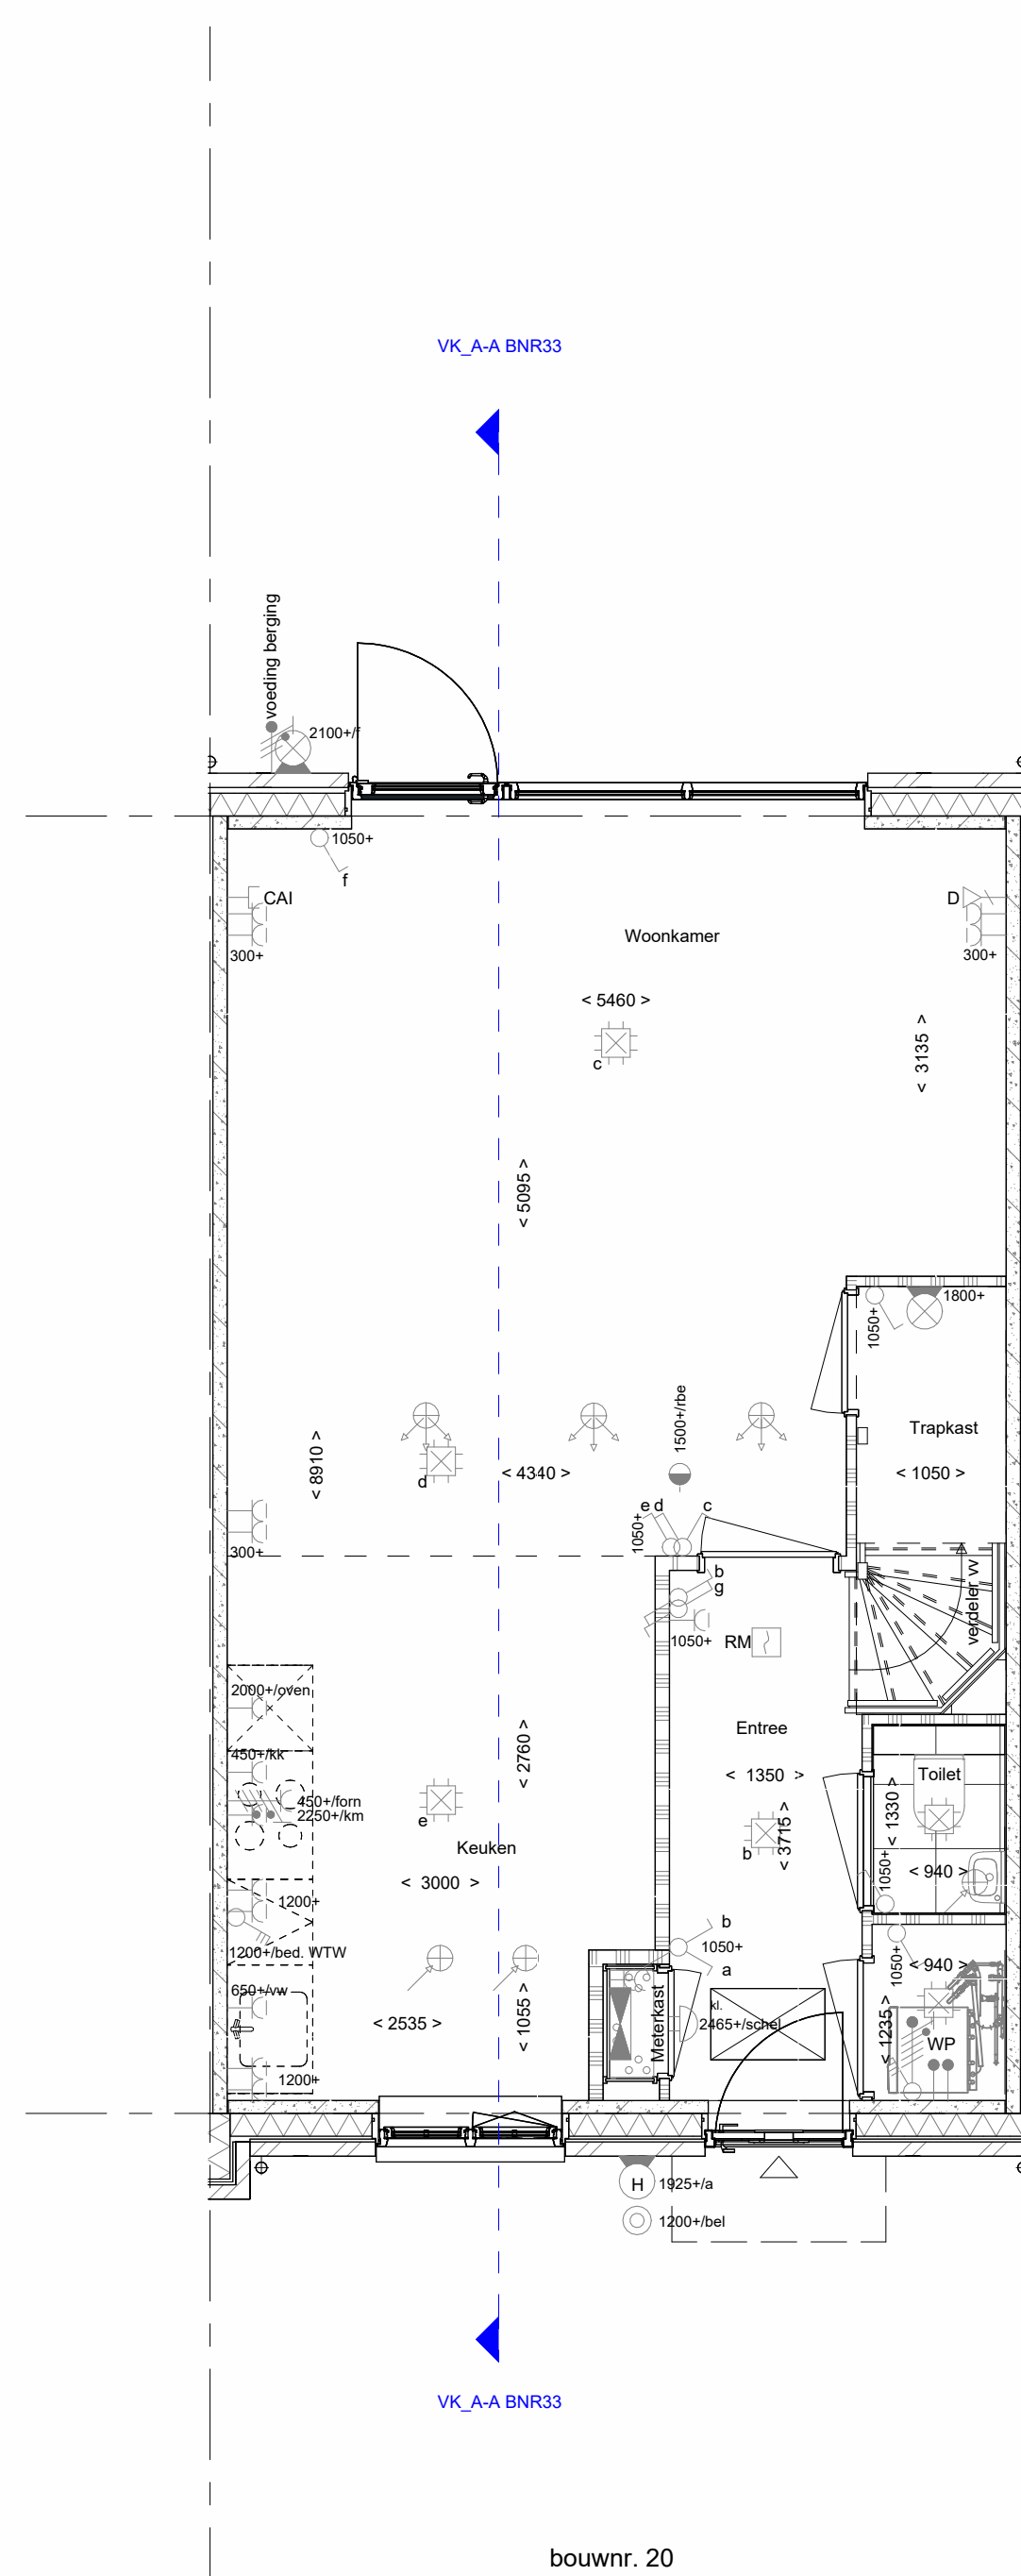 VK_A-A BNR33
voeding berging
2100+/f
1050+
f
CAI
300+
D
300+
Woonkamer
< 5460 >
c
< 3135 >
< 5095 >
1050+
1800+
Trapkast
< 1050 >
1500+/rbe
< 8910 >
d
< 4340 >
e d
c
1050+
300+
b
g
1050+
RM
verdeler vv
2000+/oven
450+/kk
450+/forn
2250+/km
e
Keuken
< 2760 >
< 3000 >
Entree
< 1350 >
b
< 3715 >
Toilet
< 1330 >
< 940 >
1050+
1200+
1200+/bed. WTW
650+/vw
1200+
< 2535 >
< 1055 >
b
1050+
a
Meterkast
kl.
2465+/schel
1050+
< 940 >
< 1235 >
WP
H
1925+/a
1200+/bel
VK_A-A BNR33
bouwnr. 20